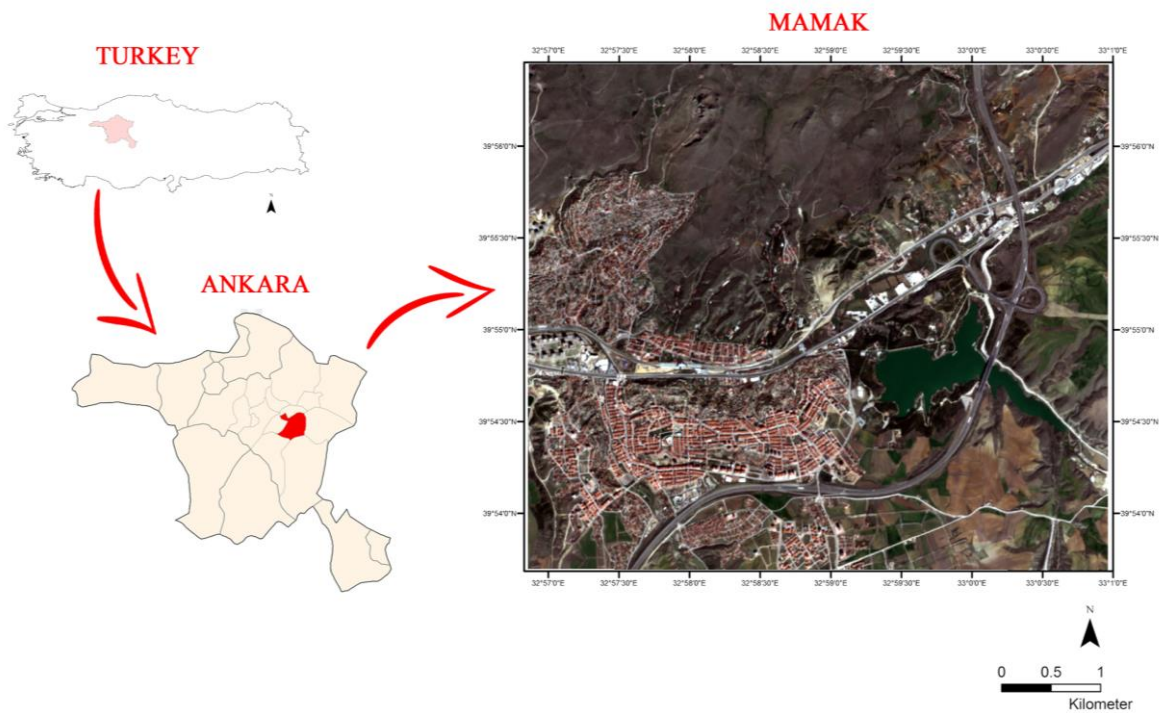 MAMAK
TURKEY
32°57'0"E 32°57'30"E 32°58'0"E 32°58'30"E 32°59'0"E 32°59'30"E 33°0'0"E 33°0'30"E 33°1'0"E
39°56'0"N 39°56'0"N
39°55'30"N 39°55'30"N
ANKARA
39°55'0"N 39°55'0"N
39°54'30"N 39°54'30"N
39°54'0"N 39°54'0"N
32°57'0"E 32°57'30"E 32°58'0"E 32°58'30"E 32°59'0"E 32°59'30"E 33°0'0"E 33°0'30"E 33°1'0"E
N
0 0.5 1
Kilometer